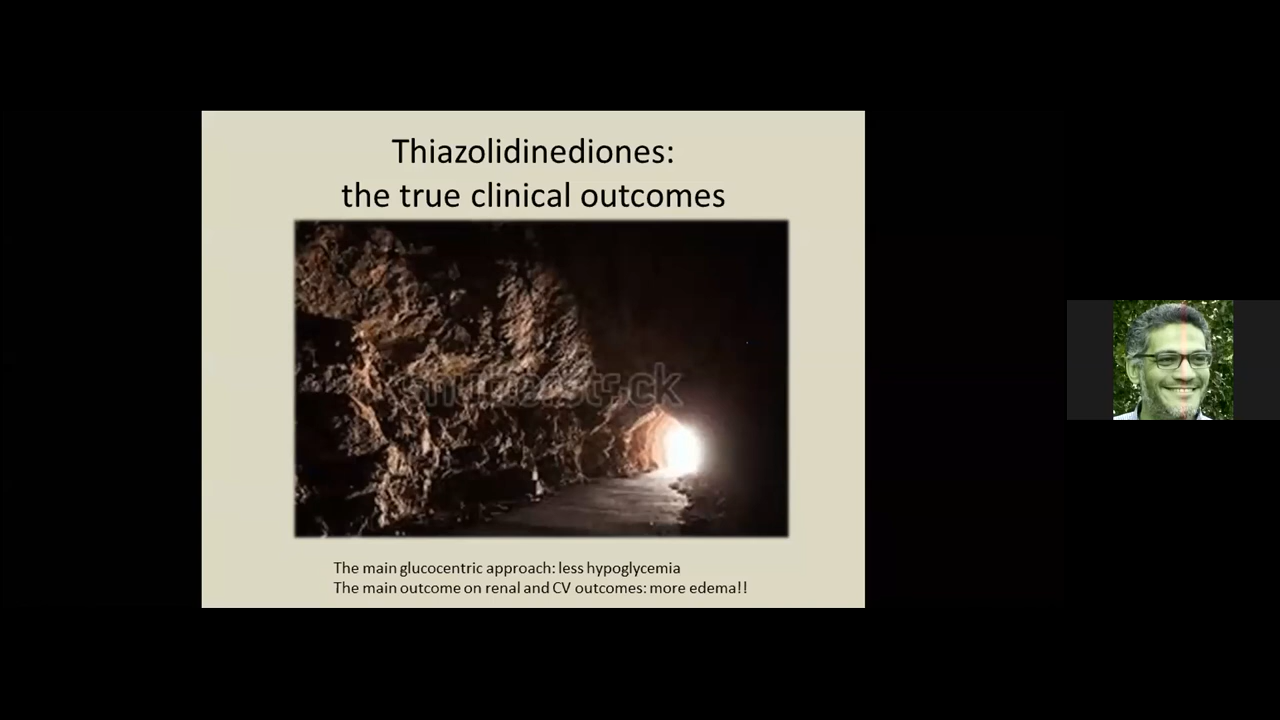 Thiazolidinediones:
the true clinical outcomes
shutterstock
The main glucocentric approach: less hypoglycemia
The main outcome on renal and CV outcomes: more edema!!